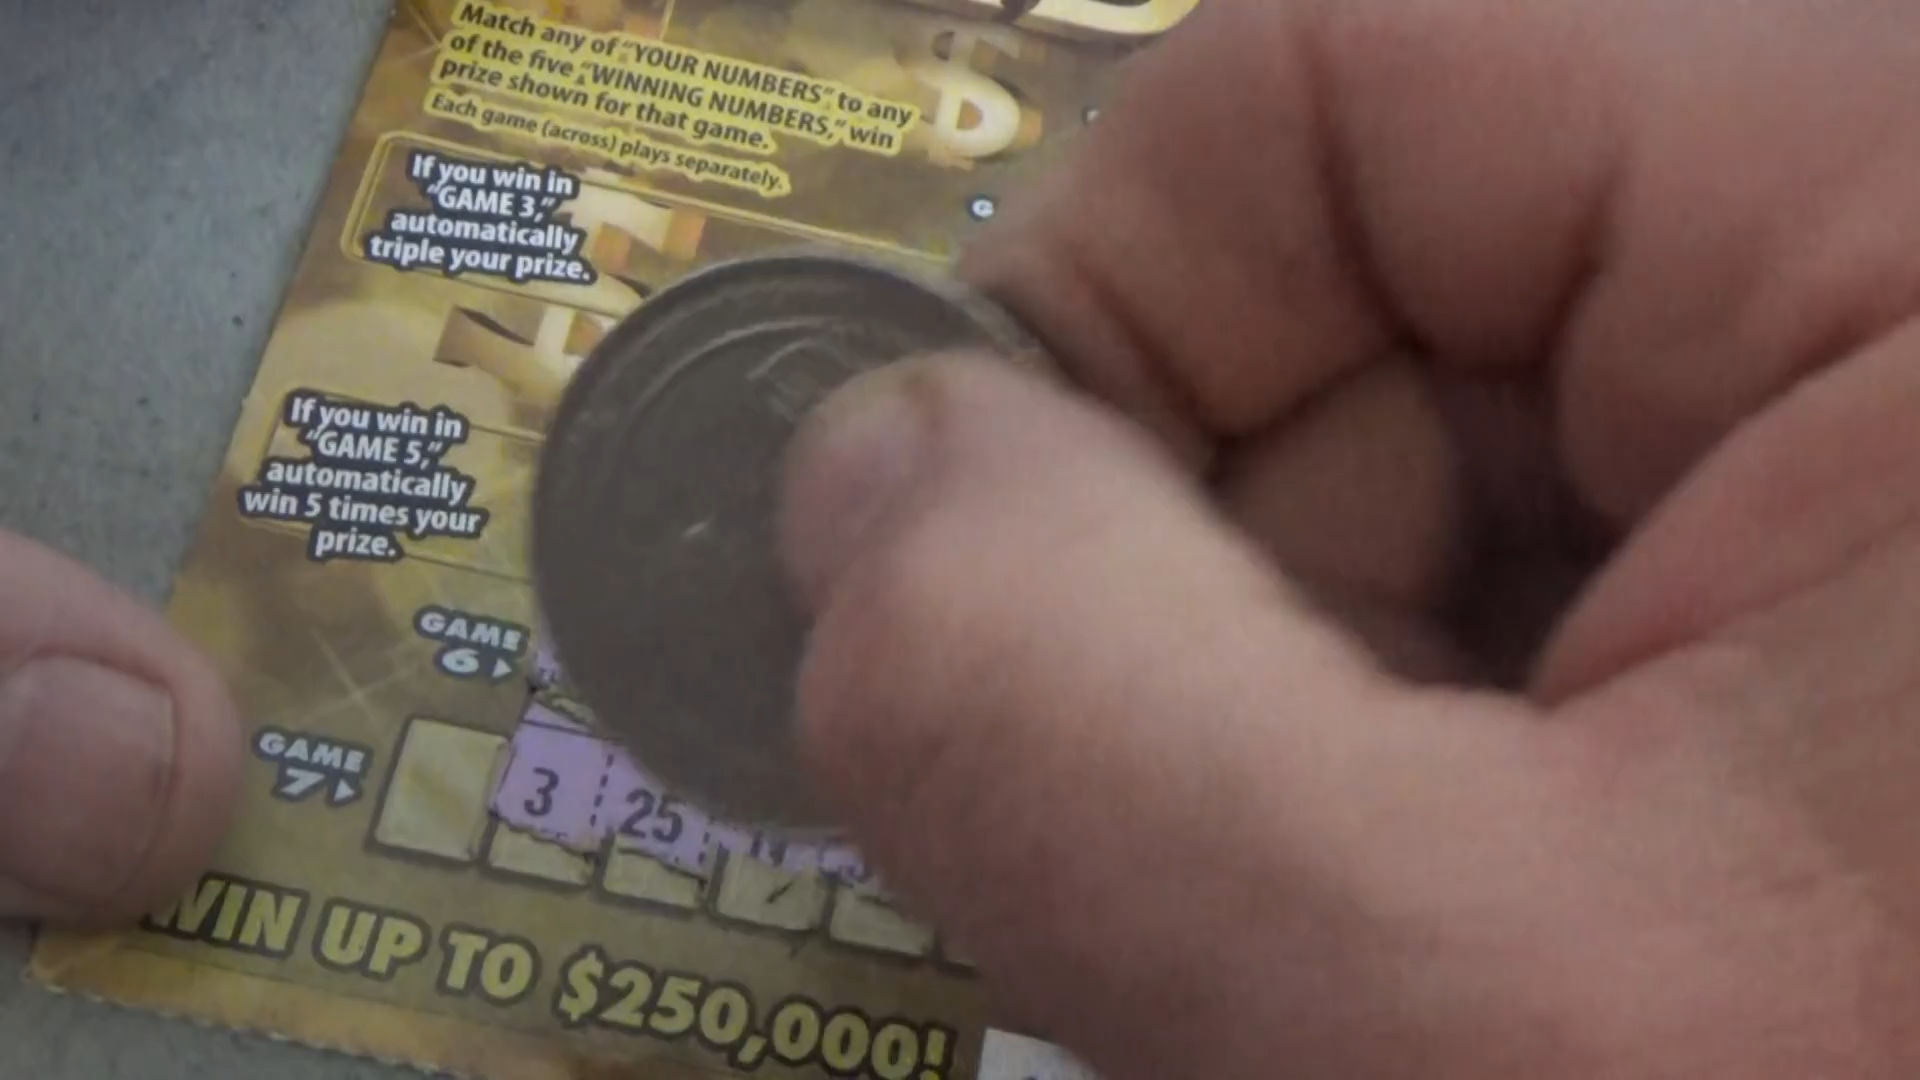 Match any of "YOUR NUMBERS" to any
of the five "WINNING NUMBERS," win
prize shown for that game.
Each game (across) plays separately.
If you win in
"GAME 3,"
automatically
triple your prize.
If you win in
"GAME 5,"
automatically
win 5 times your
prize.
GAME
6
GAME
7
3 25
WIN UP TO $250,000!